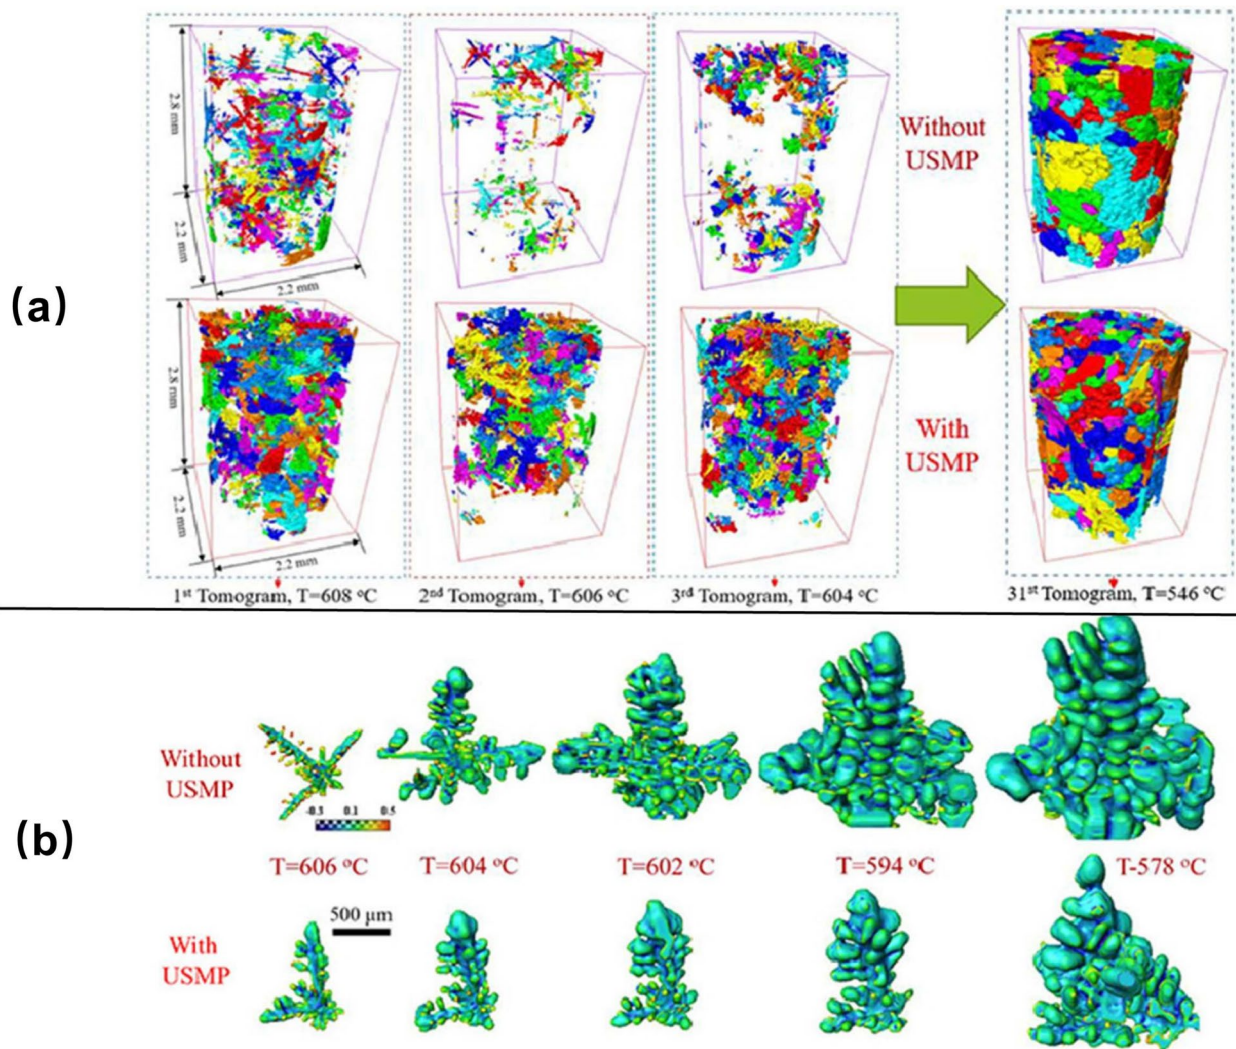 (a)
2.8 mm
2.2 mm
2.2 mm
Without
USMP
2.8 mm
2.2 mm
2.2 mm
With
USMP
1st Tomogram, T=608 °C
2nd Tomogram, T=606 °C
3rd Tomogram, T=604 °C
31st Tomogram, T=546 °C
(b)
Without
USMP
-0.3 0.1 0.5
T=606 °C
T=604 °C
T=602 °C
T=594 °C
T-578 °C
500 μm
With
USMP